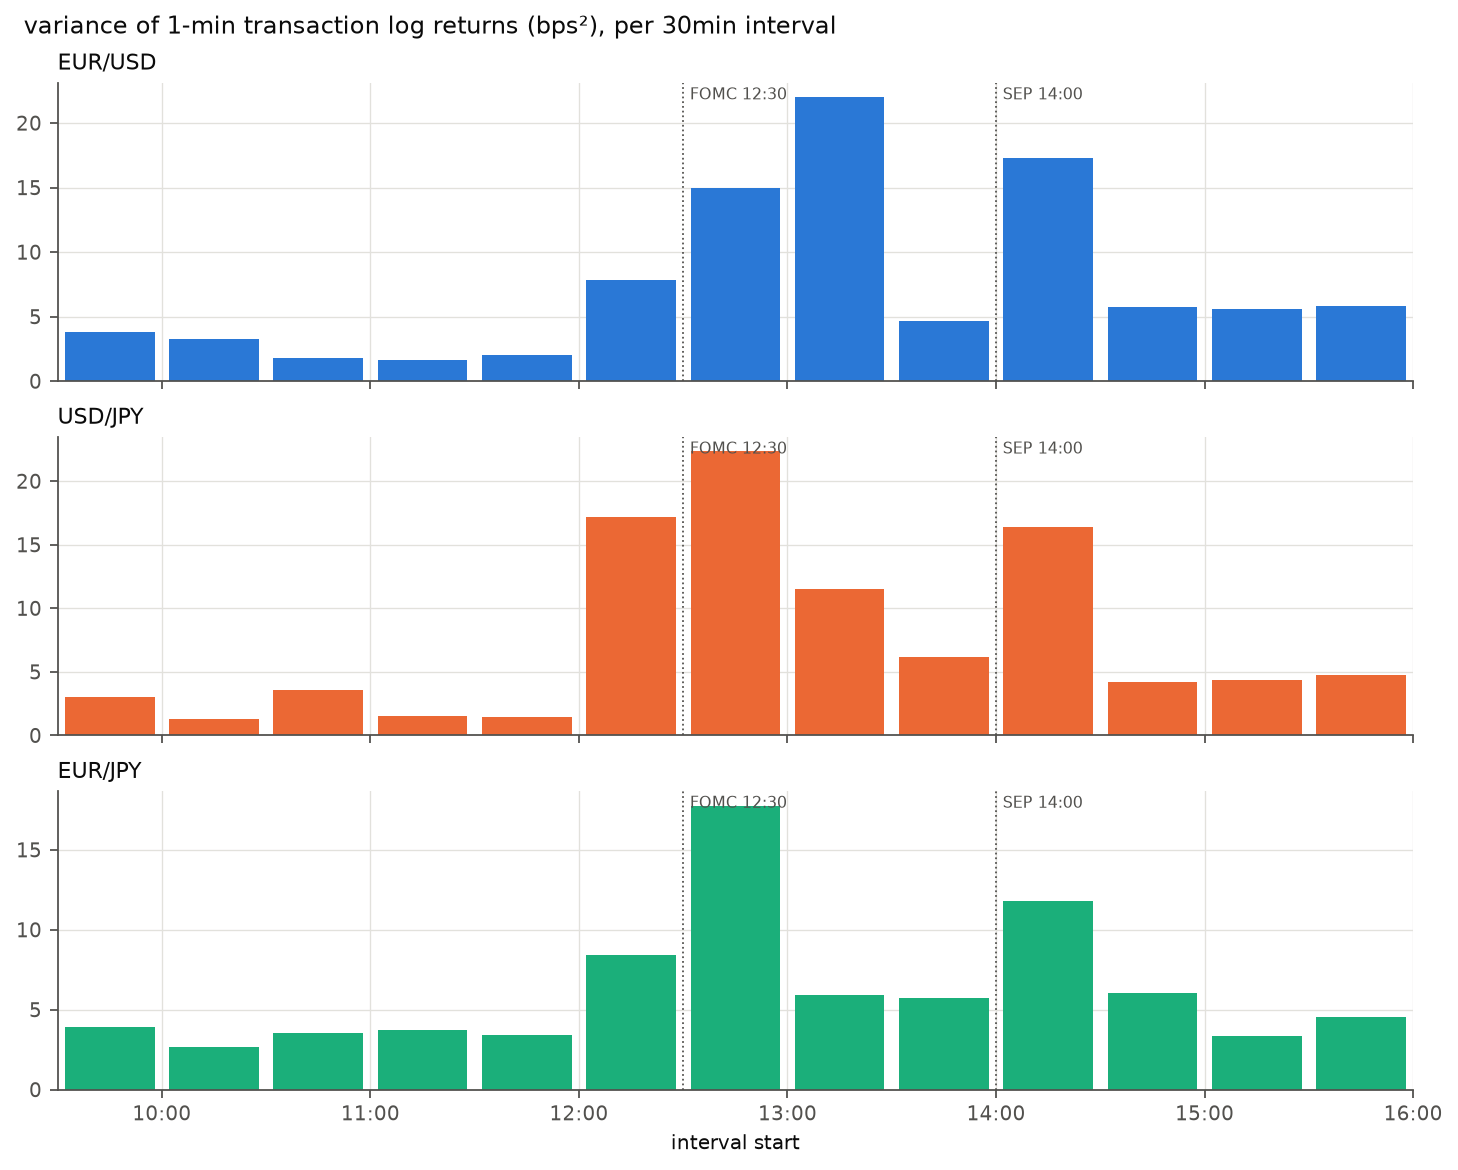 variance of 1-min transaction log returns (bps²), per 30min interval
EUR/USD
FOMC 12:30 SEP 14:00
20
15
10
5
0
USD/JPY
FOMC 12:30 SEP 14:00
20
15
10
5
0
EUR/JPY
FOMC 12:30 SEP 14:00
15
10
5
0
10:00 11:00 12:00 13:00 14:00 15:00 16:00
interval start